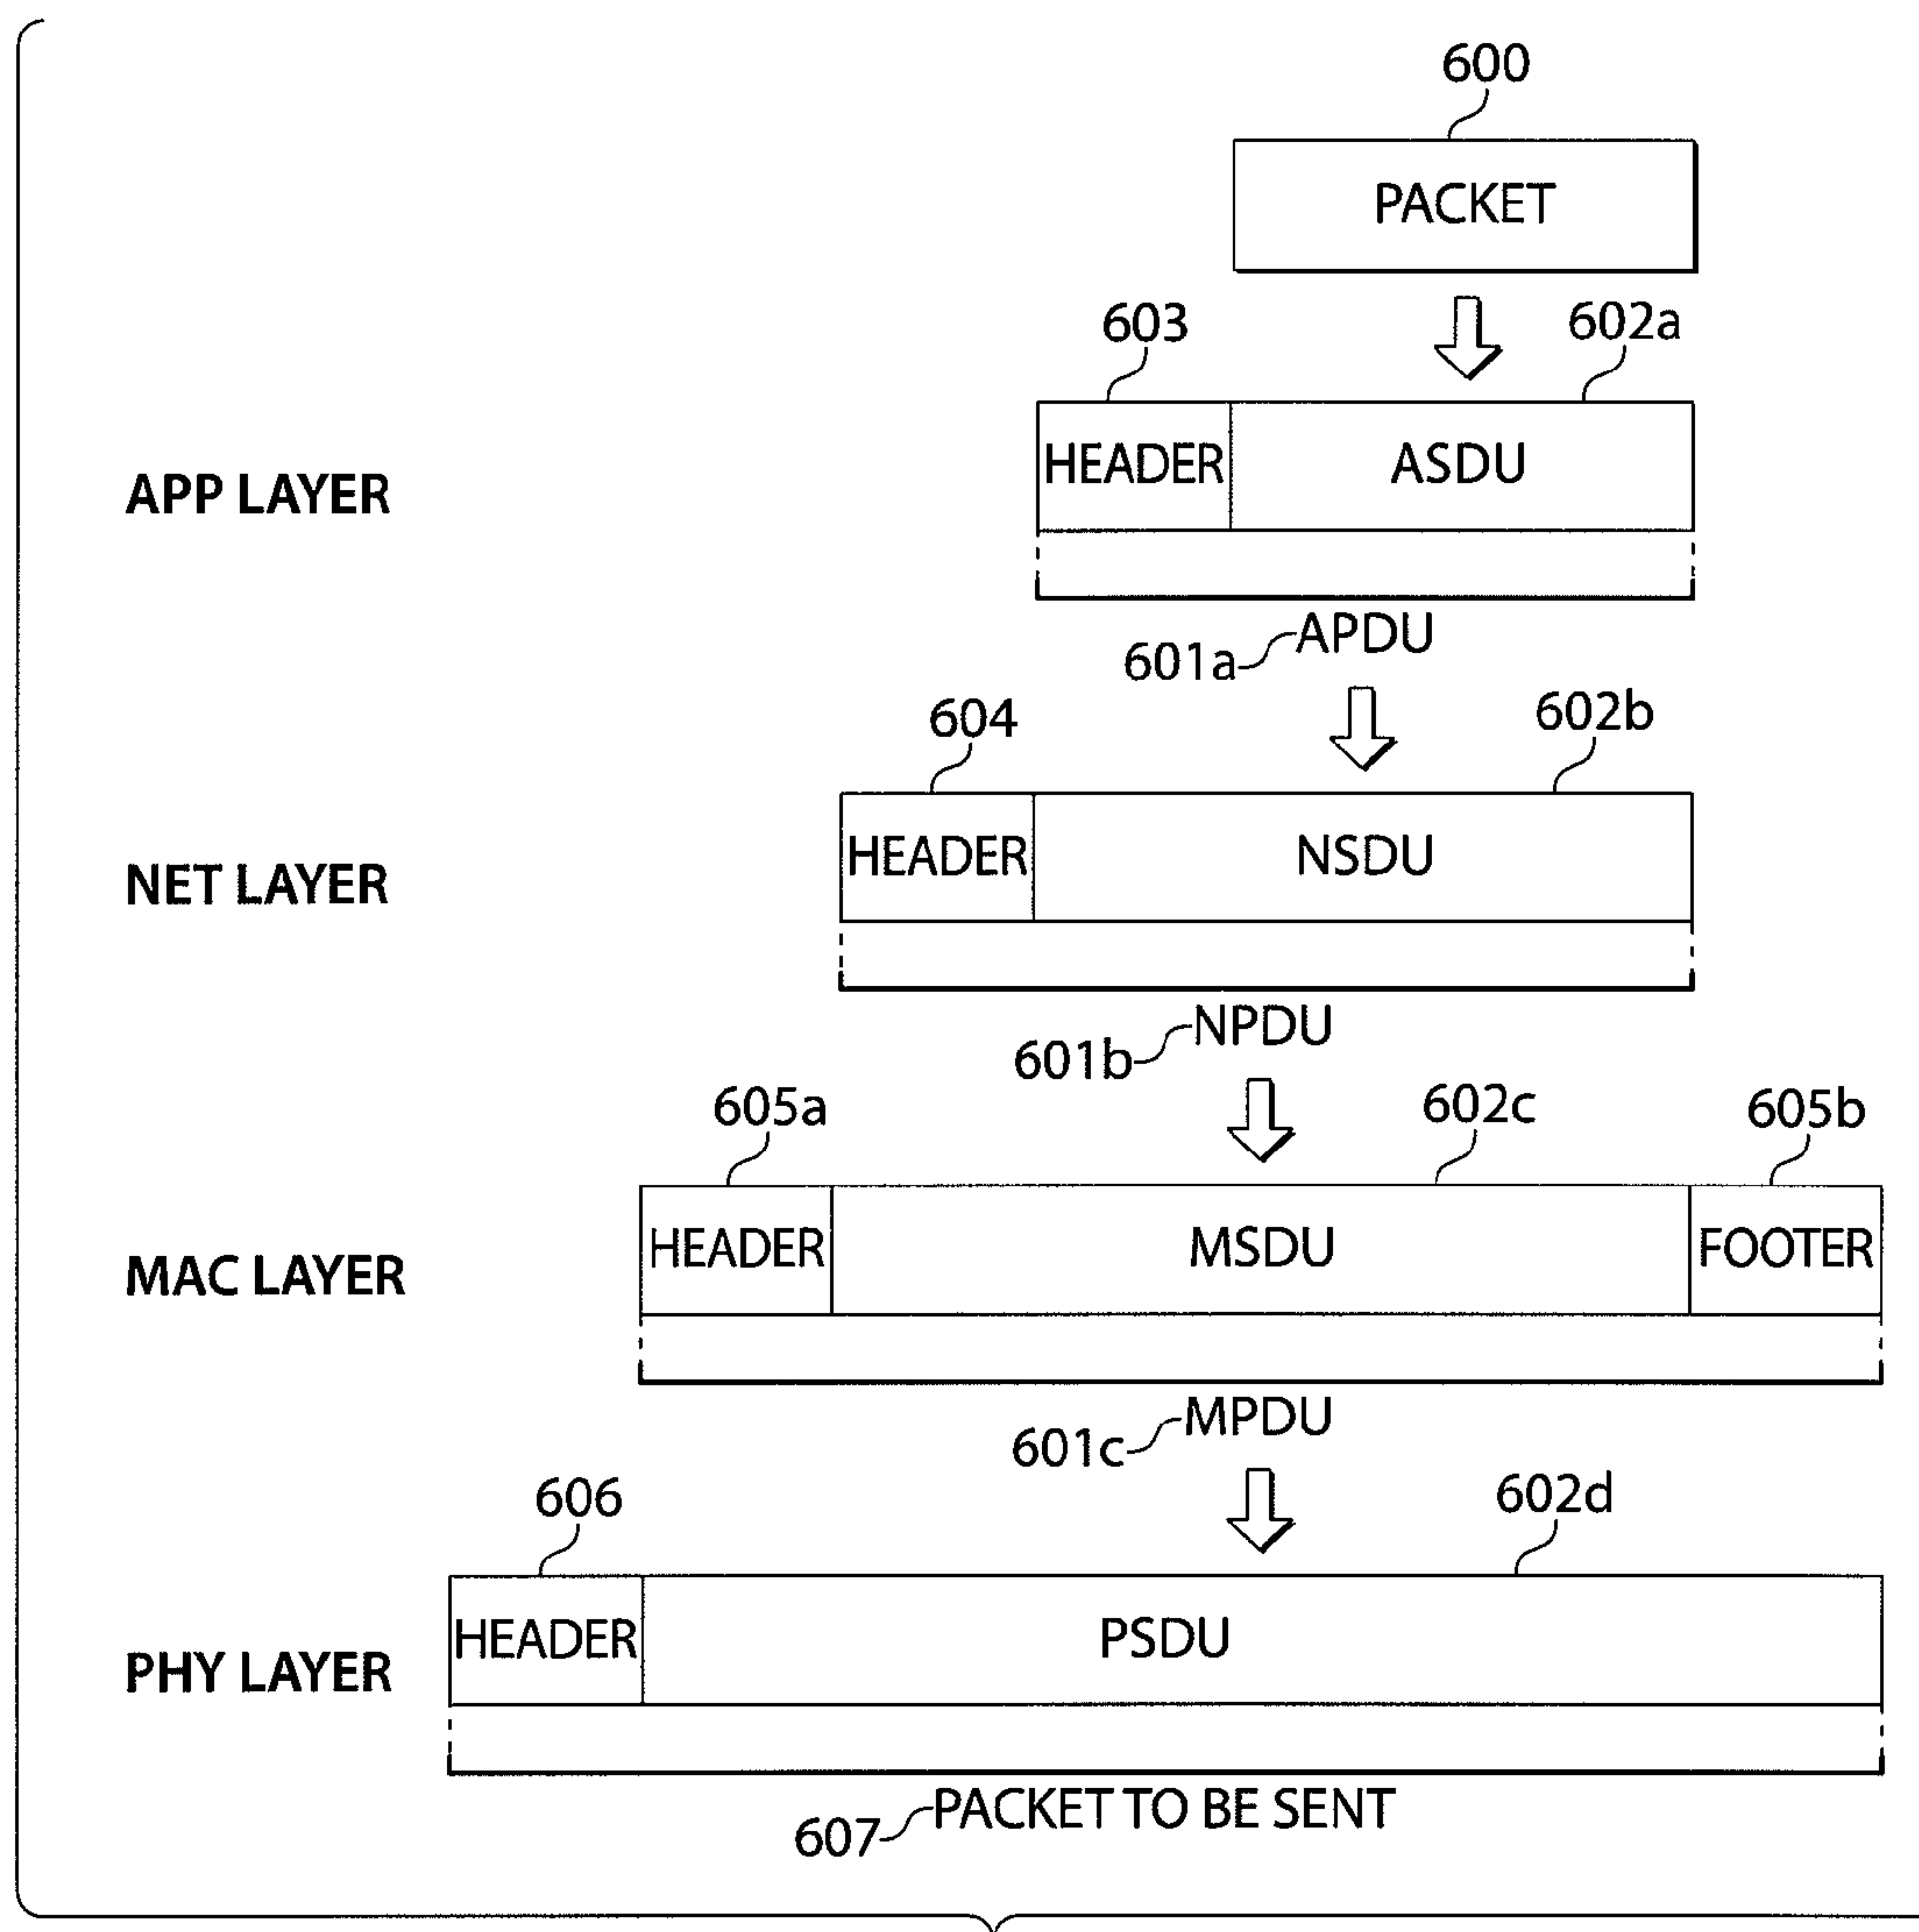 600
PACKET
603
602a
APP LAYER
HEADER
ASDU
APDU
601a
604
602b
NET LAYER
HEADER
NSDU
NPDU
601b
605a
602c
605b
MAC LAYER
HEADER
MSDU
FOOTER
MPDU
601c
606
602d
PHY LAYER
HEADER
PSDU
PACKET TO BE SENT
607